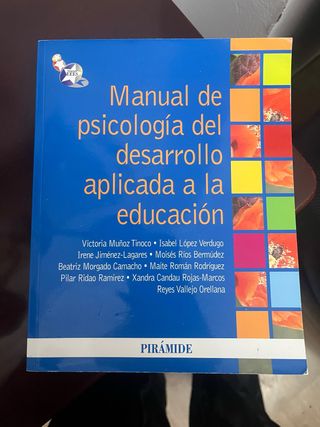 EEES
Manual de
psicología del
desarrollo
aplicada a la
educación
Victoria Muñoz Tinoco • Isabel López Verdugo
Irene Jiménez-Lagares • Moisés Ríos Bermúdez
Beatriz Morgado Camacho • Maite Román Rodríguez
Pilar Ridao Ramírez • Xandra Candau Rojas-Marcos
Reyes Vallejo Orellana
PIRÁMIDE